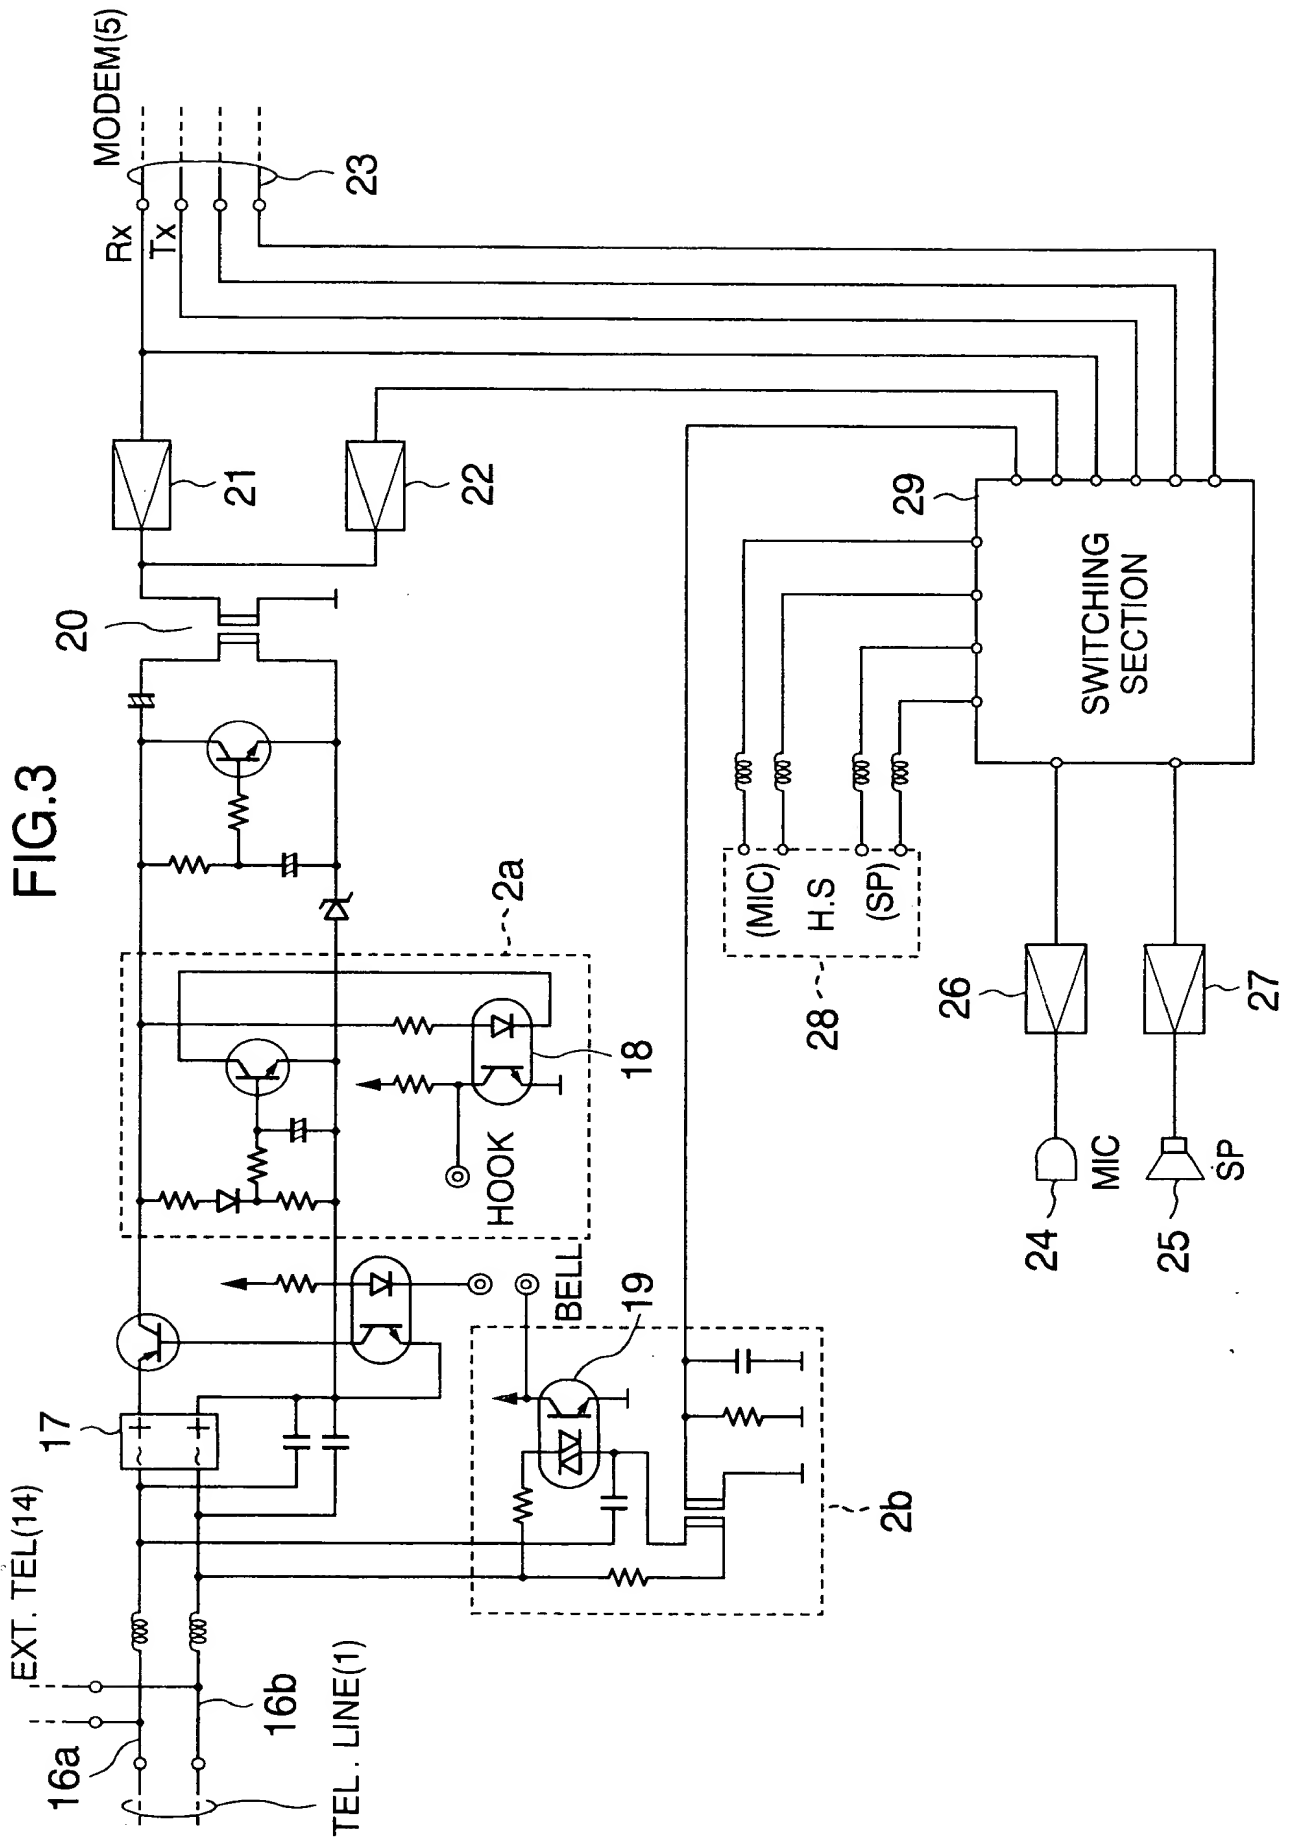 FIG.3
EXT. TEL(14)
16a
16b
TEL. LINE(1)
17
HOOK
18
2a
BELL
19
2b
20
21
22
MODEM(5)
Rx
Tx
23
28
(MIC)
H.S
(SP)
29
SWITCHING
SECTION
24
MIC
26
25
SP
27